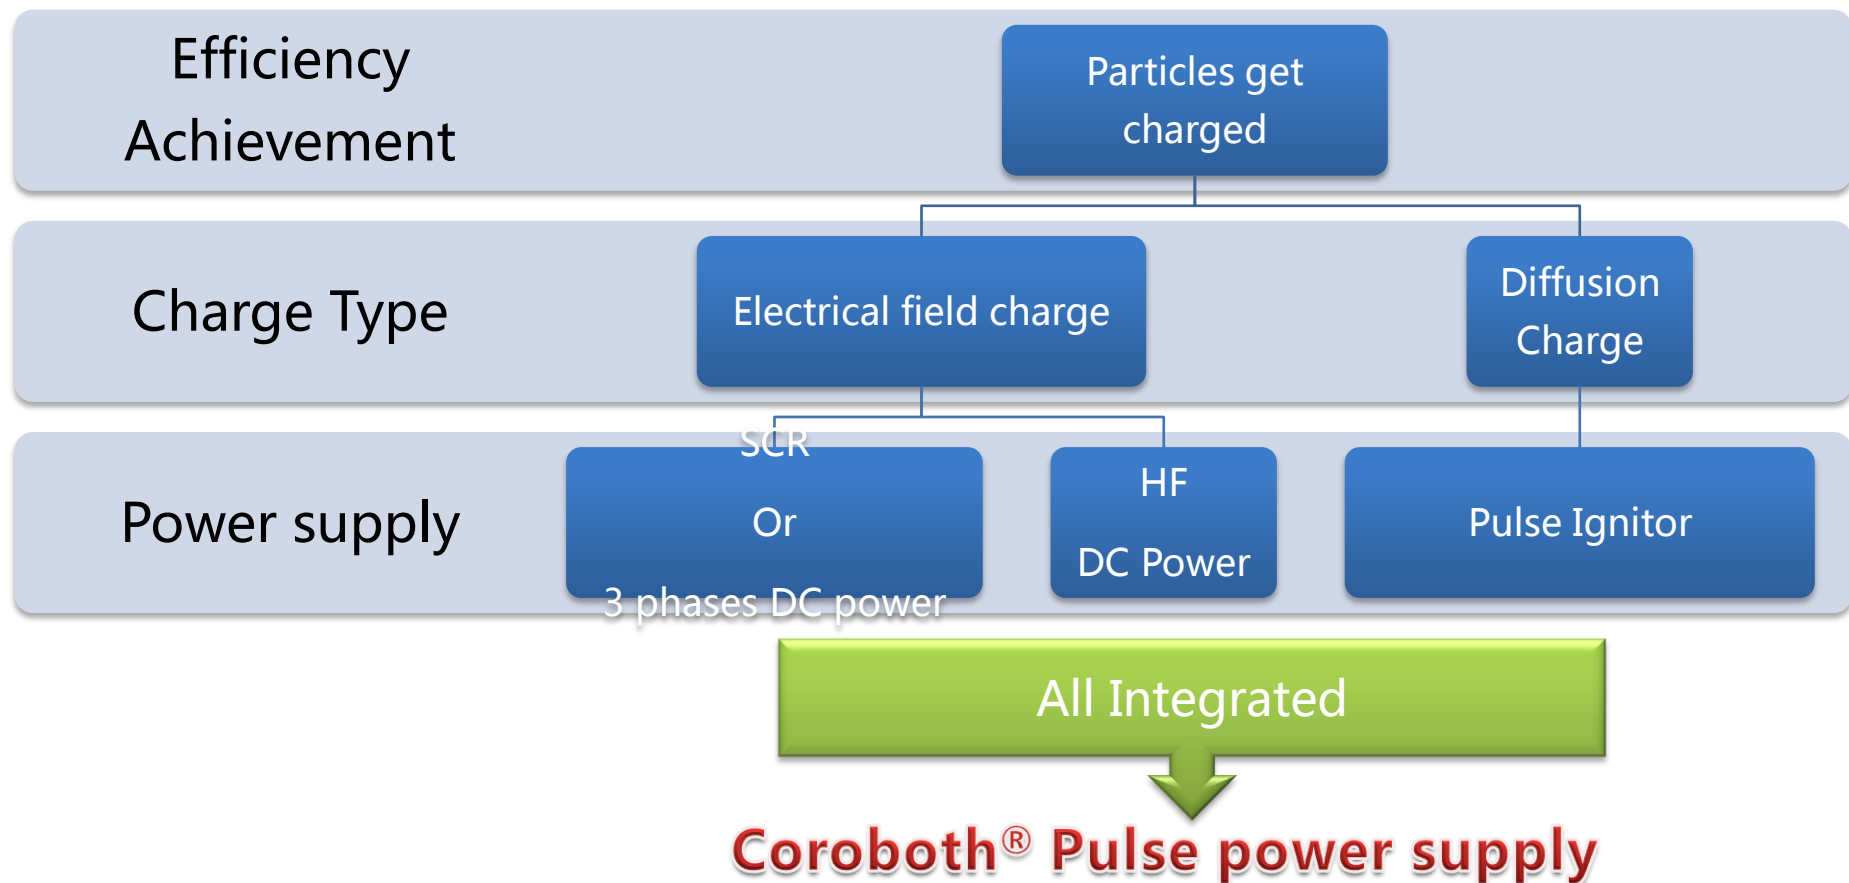 Efficiency
Achievement
Particles get
charged
Charge Type
Electrical field charge
Diffusion
Charge
Power supply
SCR
Or
3 phases DC power
HF
DC Power
Pulse Ignitor
All Integrated
Coroboth® Pulse power supply